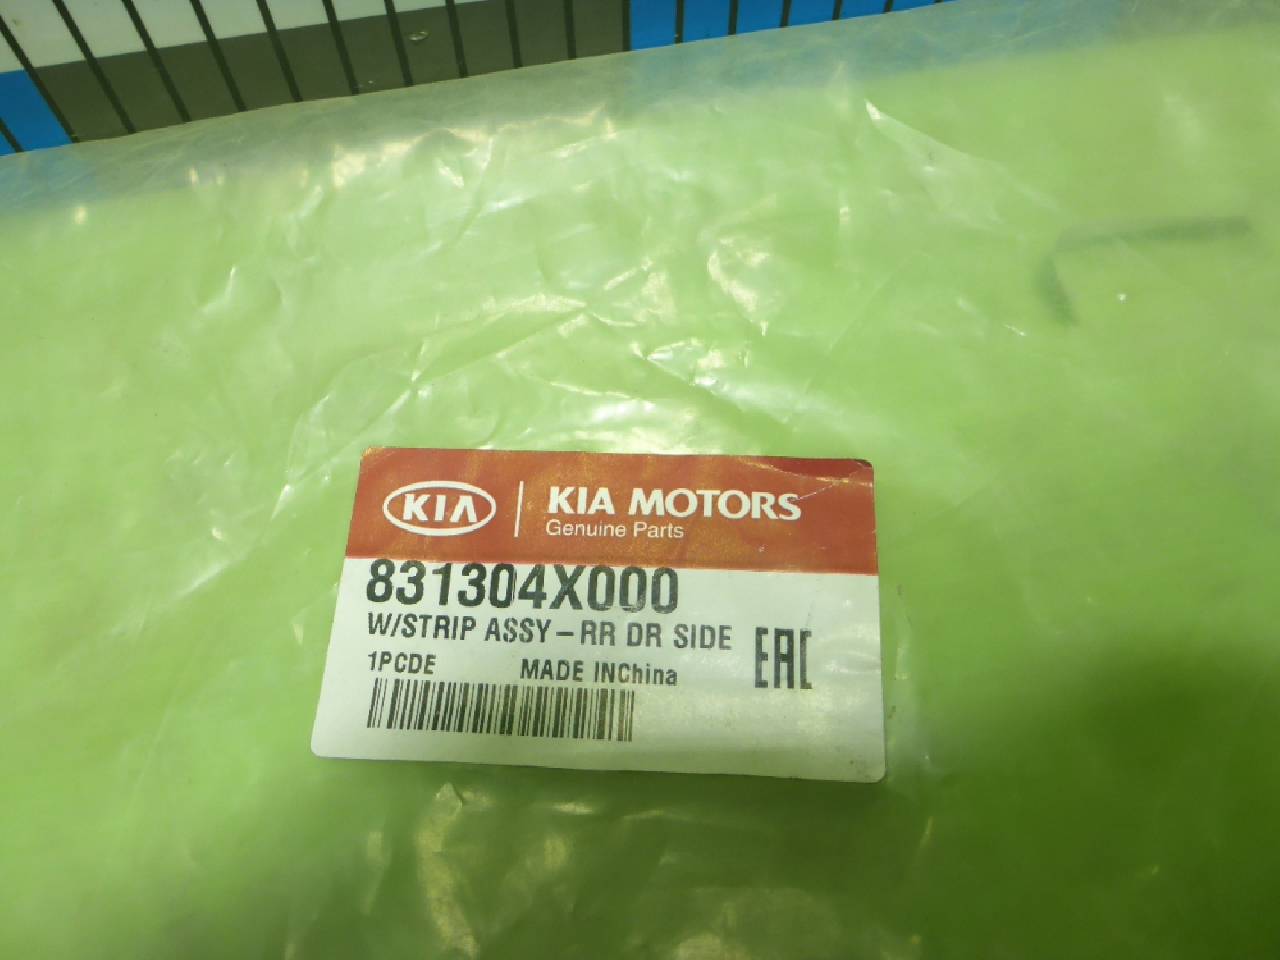 KIA
KIA MOTORS
Genuine Parts
831304X000
W/STRIP ASSY-RR DR SIDE
1PCDE MADE INChina
EAC